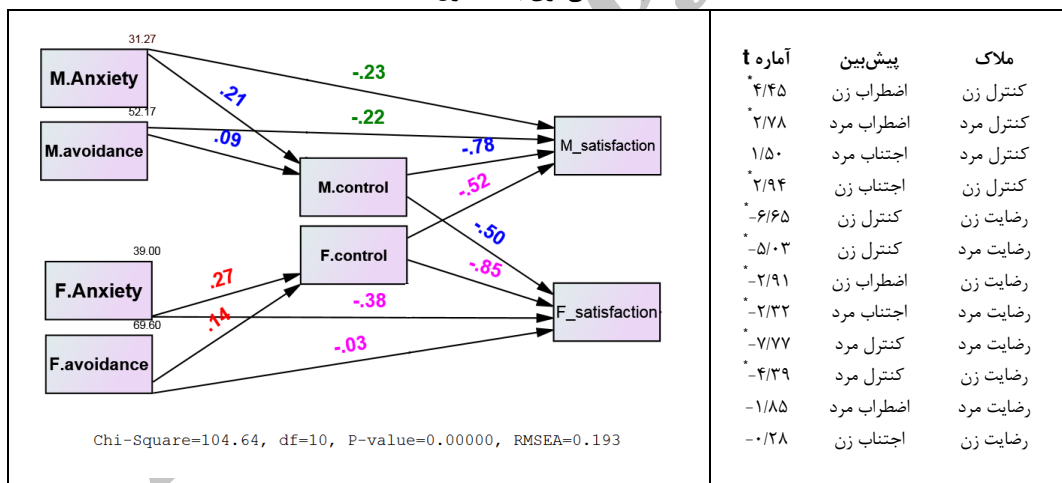 31.27
M.Anxiety
52.17
M.avoidance
-.23
.21
-.22
.09
M.control
-.78
-.52
M_satisfaction
F.control
-.50
-.85
39.00
F.Anxiety
.27
.14
-.38
69.60
F.avoidance
-.03
F_satisfaction
Chi-Square=104.64, df=10, P-value=0.00000, RMSEA=0.193
ملاک پیش‌بین آماره t
کنترل زن اضطراب زن ۴/۴۵*
کنترل مرد اضطراب مرد ۲/۷۸*
کنترل مرد اجتناب مرد ۱/۵۰
کنترل زن اجتناب زن ۲/۹۴*
رضایت زن کنترل زن -۶/۶۵*
رضایت مرد کنترل زن -۵/۰۳*
رضایت زن اضطراب زن -۲/۹۱*
رضایت مرد اجتناب مرد -۲/۳۲*
رضایت مرد کنترل مرد -۷/۷۷*
رضایت زن کنترل مرد -۴/۳۹*
رضایت مرد اضطراب مرد -۱/۸۵
رضایت زن اجتناب زن -۰/۲۸